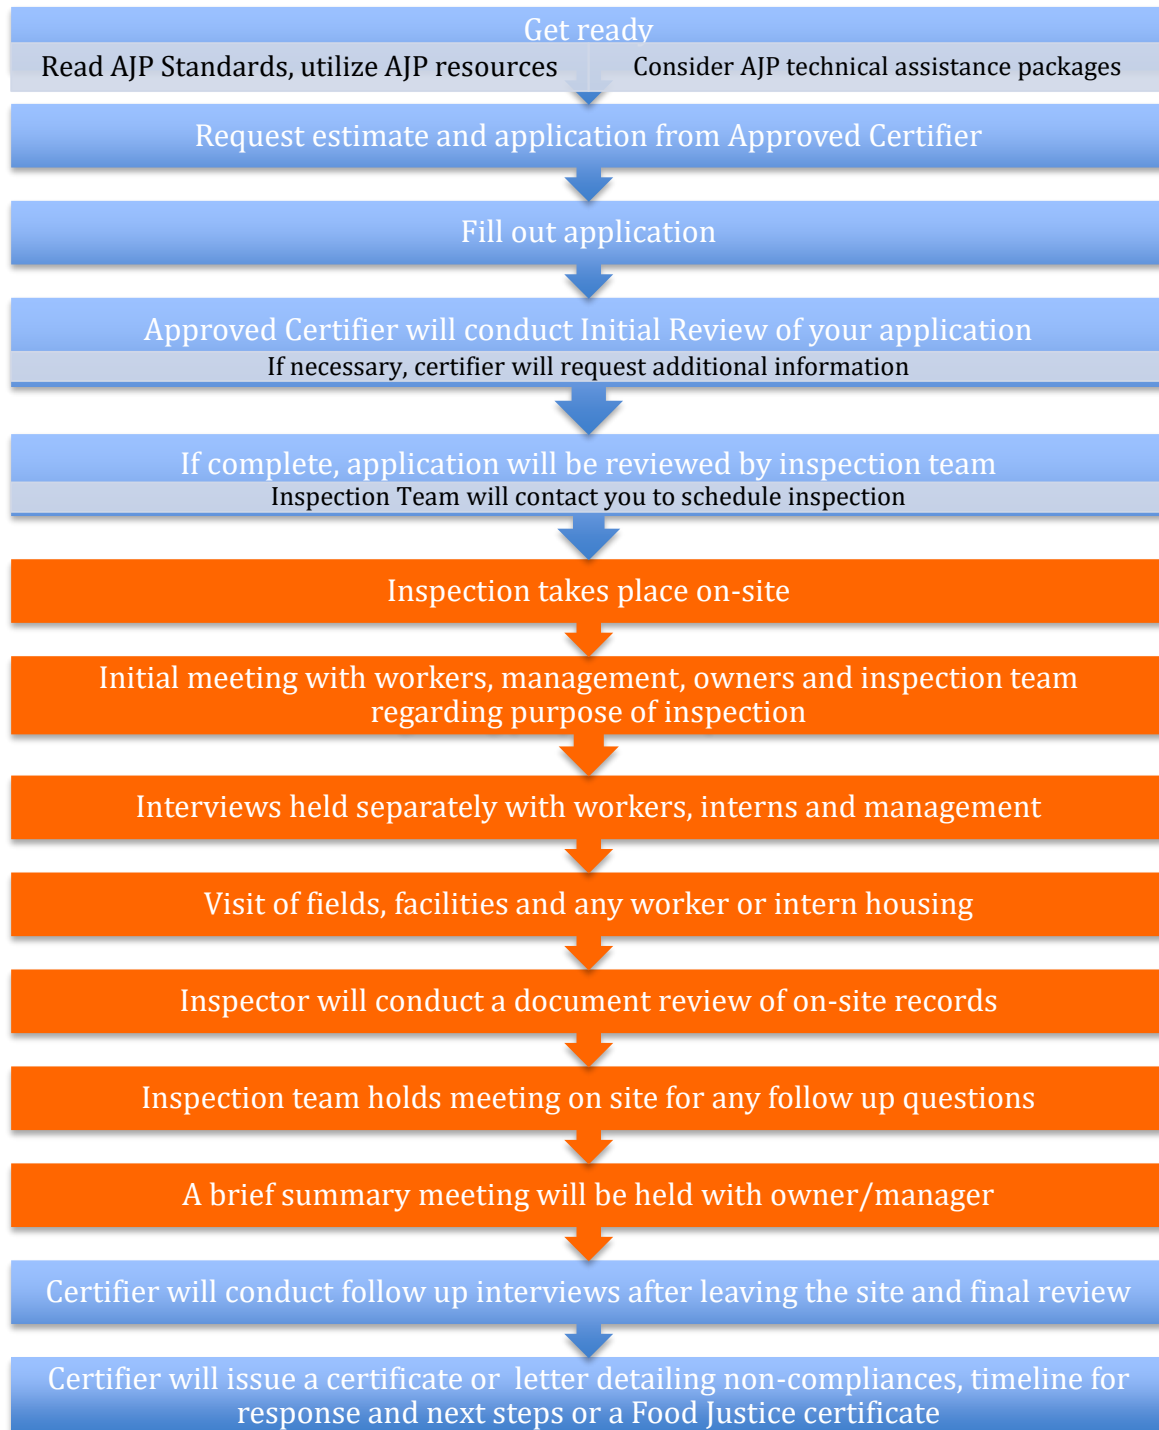 Get ready
Read AJP Standards, utilize AJP resources
Consider AJP technical assistance packages
Request estimate and application from Approved Certifier
Fill out application
Approved Certifier will conduct Initial Review of your application
If necessary, certifier will request additional information
If complete, application will be reviewed by inspection team
Inspection Team will contact you to schedule inspection
Inspection takes place on-site
Initial meeting with workers, management, owners and inspection team
regarding purpose of inspection
Interviews held separately with workers, interns and management
Visit of fields, facilities and any worker or intern housing
Inspector will conduct a document review of on-site records
Inspection team holds meeting on site for any follow up questions
A brief summary meeting will be held with owner/manager
Certifier will conduct follow up interviews after leaving the site and final review
Certifier will issue a certificate or  letter detailing non-compliances, timeline for
response and next steps or a Food Justice certificate